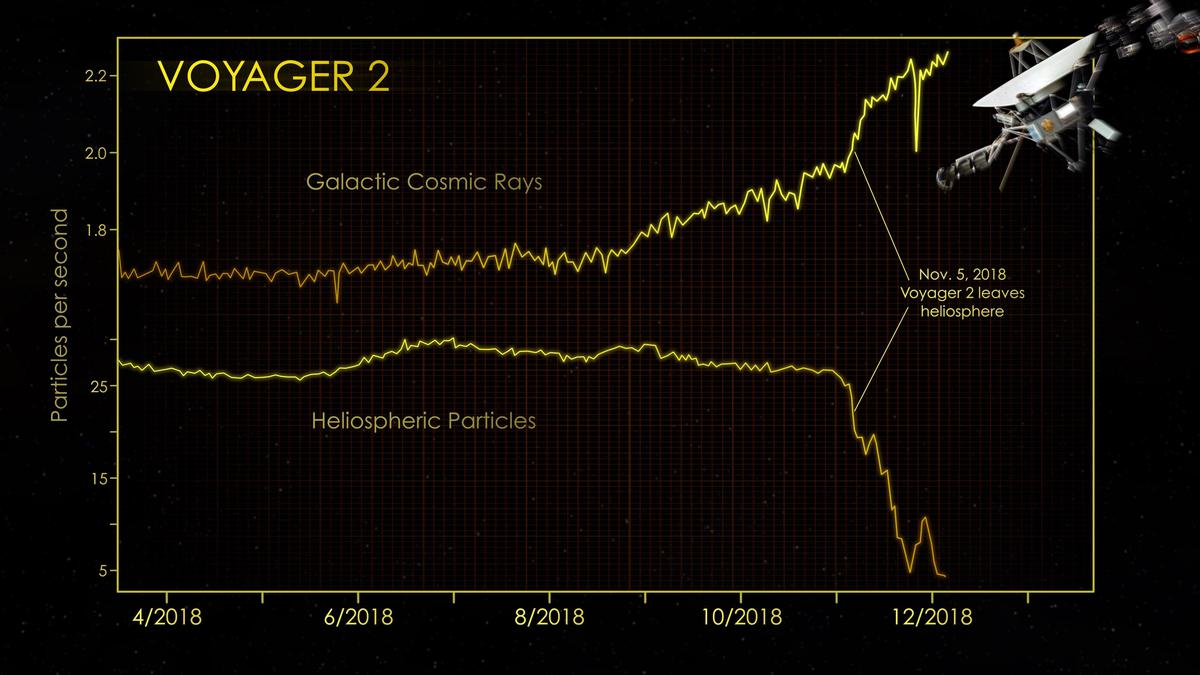 VOYAGER 2
2.2
2.0
1.8
25
15
5
Particles per second
Galactic Cosmic Rays
Nov. 5, 2018
Voyager 2 leaves
heliosphere
Heliospheric Particles
4/2018 6/2018 8/2018 10/2018 12/2018